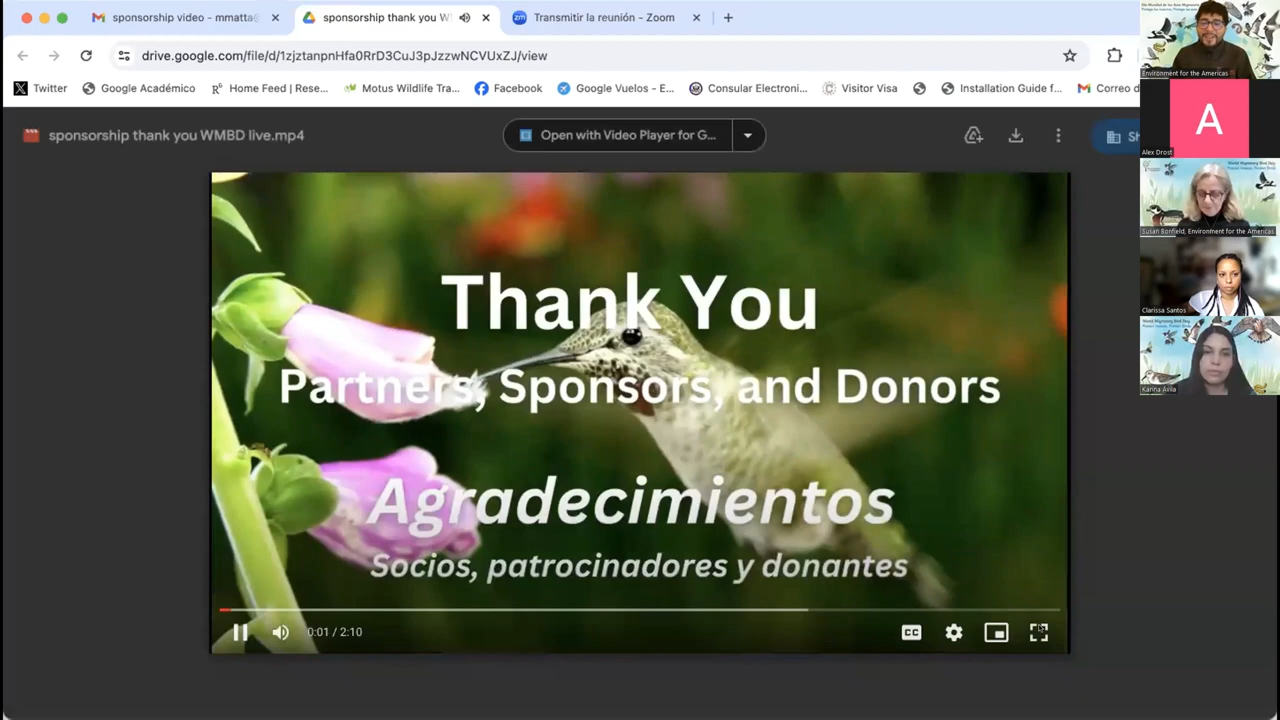 sponsorship video - mmatta
sponsorship thank you W
Transmitir la reunión - Zoom
drive.google.com/file/d/1zjztanpnHfa0RrD3CuJ3pJzzwNCVUxZJ/view
Twitter
Google Académico
Home Feed | Rese...
Motus Wildlife Tra...
Facebook
Google Vuelos - E...
Consular Electroni...
Visitor Visa
Installation Guide f...
Correo d
sponsorship thank you WMBD live.mp4
Open with Video Player for G...
Sh
Thank You
Partners, Sponsors, and Donors
Agradecimientos
Socios, patrocinadores y donantes
0:01 / 2:10
CC
Environment for the Americas
A
Alex Drost
Susan Bonfield, Environment for the Americas
Clarissa Santos
Karina Avila